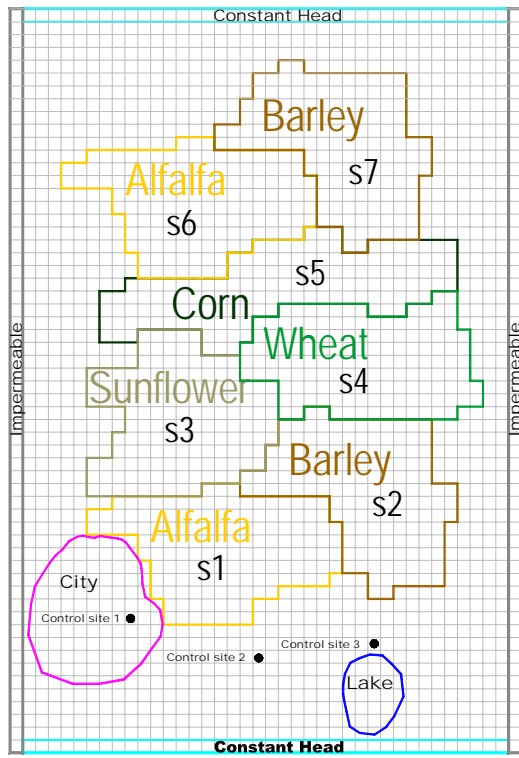 Constant Head
Barley
s7
Alfalfa
s6
s5
Corn
Impermeable
Impermeable
Wheat
s4
Sunflower
s3
Barley
s2
Alfalfa
s1
City
Control site 1
Control site 2
Control site 3
Lake
Constant Head